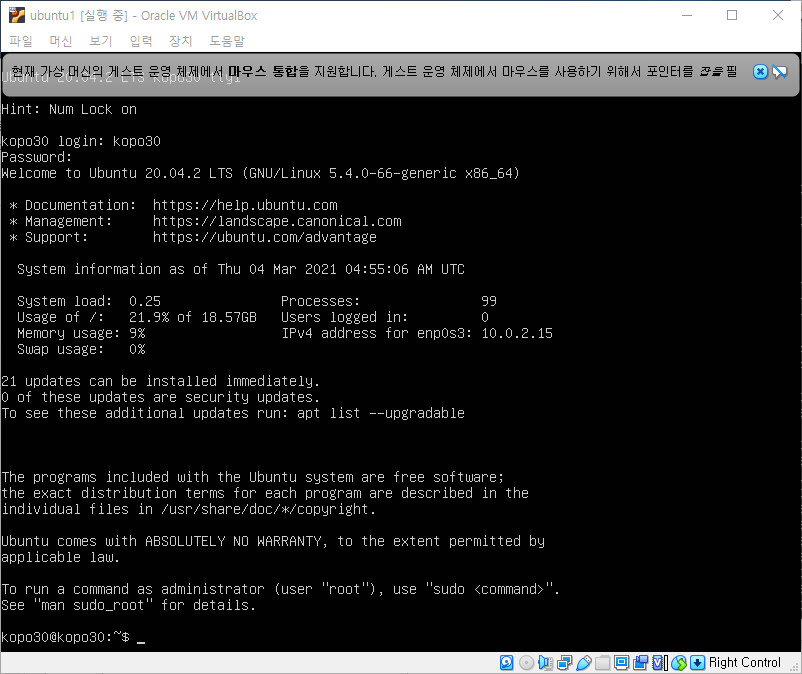 ubuntu1 [실행 중] - Oracle VM VirtualBox
파일 머신 보기 입력 장치 도움말
현재 가상 머신의 게스트 운영 체제에서 마우스 통합을 지원합니다. 게스트 운영 체제에서 마우스를 사용하기 위해서 포인터를 잡을 필
Ubuntu 20.04.2 LTS kopo30 tty1
Hint: Num Lock on
kopo30 login: kopo30
Password:
Welcome to Ubuntu 20.04.2 LTS (GNU/Linux 5.4.0-66-generic x86_64)
* Documentation: https://help.ubuntu.com
* Management: https://landscape.canonical.com
* Support: https://ubuntu.com/advantage
System information as of Thu 04 Mar 2021 04:55:06 AM UTC
System load: 0.25 Processes: 99
Usage of /: 21.9% of 18.57GB Users logged in: 0
Memory usage: 9% IPv4 address for enp0s3: 10.0.2.15
Swap usage: 0%
21 updates can be installed immediately.
0 of these updates are security updates.
To see these additional updates run: apt list --upgradable
The programs included with the Ubuntu system are free software;
the exact distribution terms for each program are described in the
individual files in /usr/share/doc/*/copyright.
Ubuntu comes with ABSOLUTELY NO WARRANTY, to the extent permitted by
applicable law.
To run a command as administrator (user "root"), use "sudo <command>".
See "man sudo_root" for details.
kopo30@kopo30:~$ _
Right Control